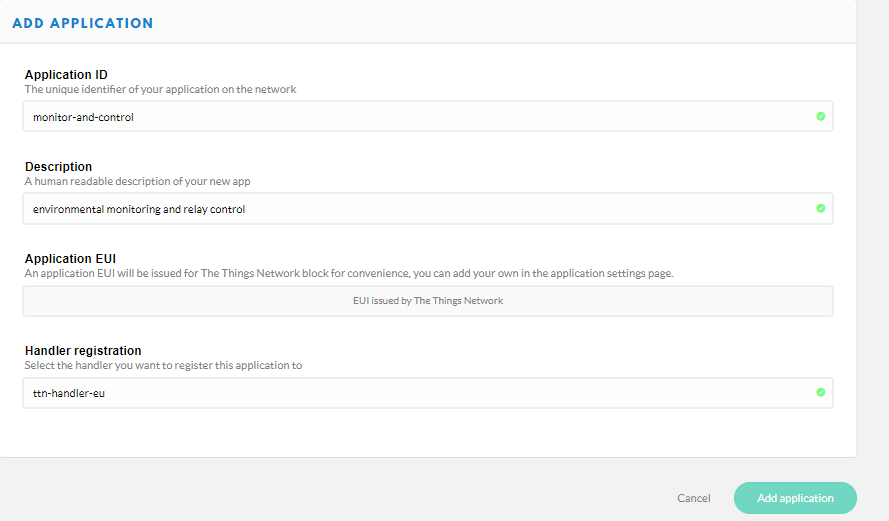 ADD APPLICATION
Application ID
The unique identifier of your application on the network
monitor-and-control
Description
A human readable description of your new app
environmental monitoring and relay control
Application EUI
An application EUI will be issued for The Things Network block for convenience, you can add your own in the application settings page.
EUI issued by The Things Network
Handler registration
Select the handler you want to register this application to
ttn-handler-eu
Cancel Add application